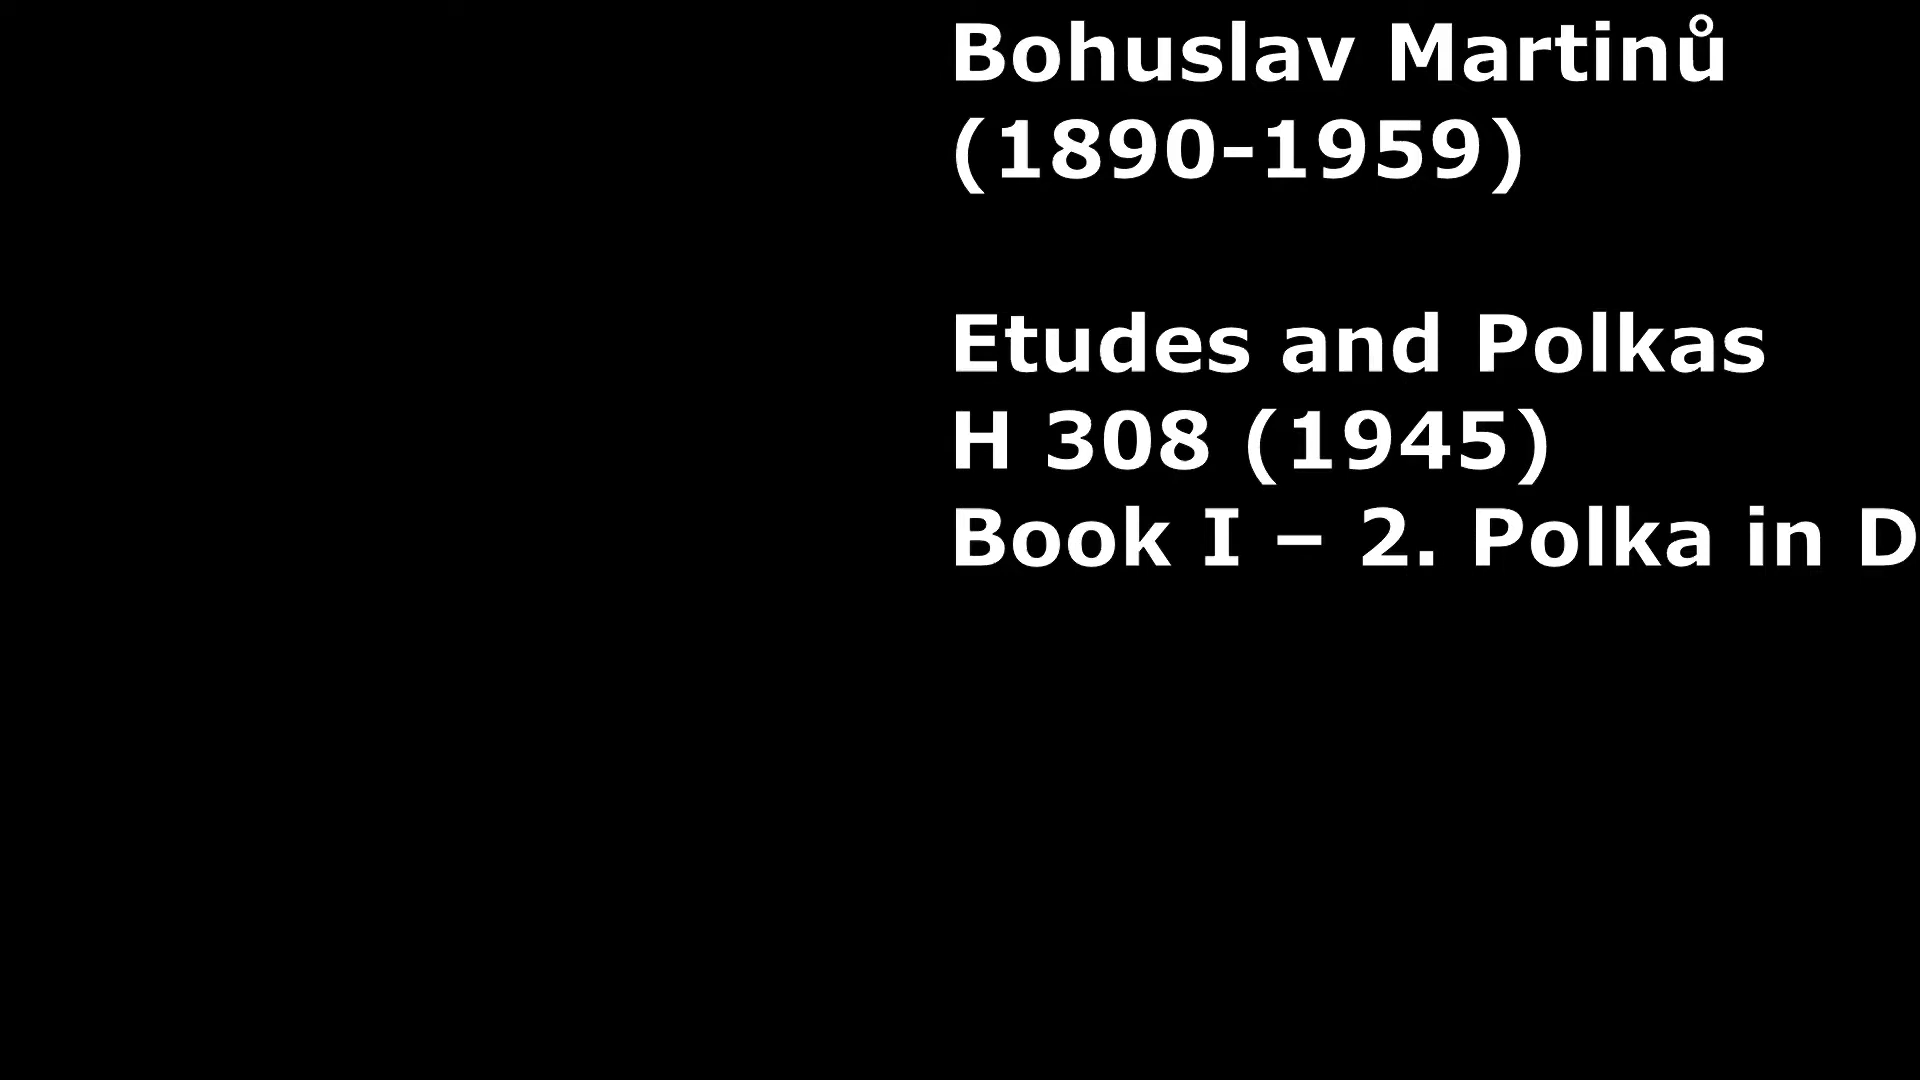 Bohuslav Martinů
(1890-1959)
Etudes and Polkas
H 308 (1945)
Book I – 2. Polka in D